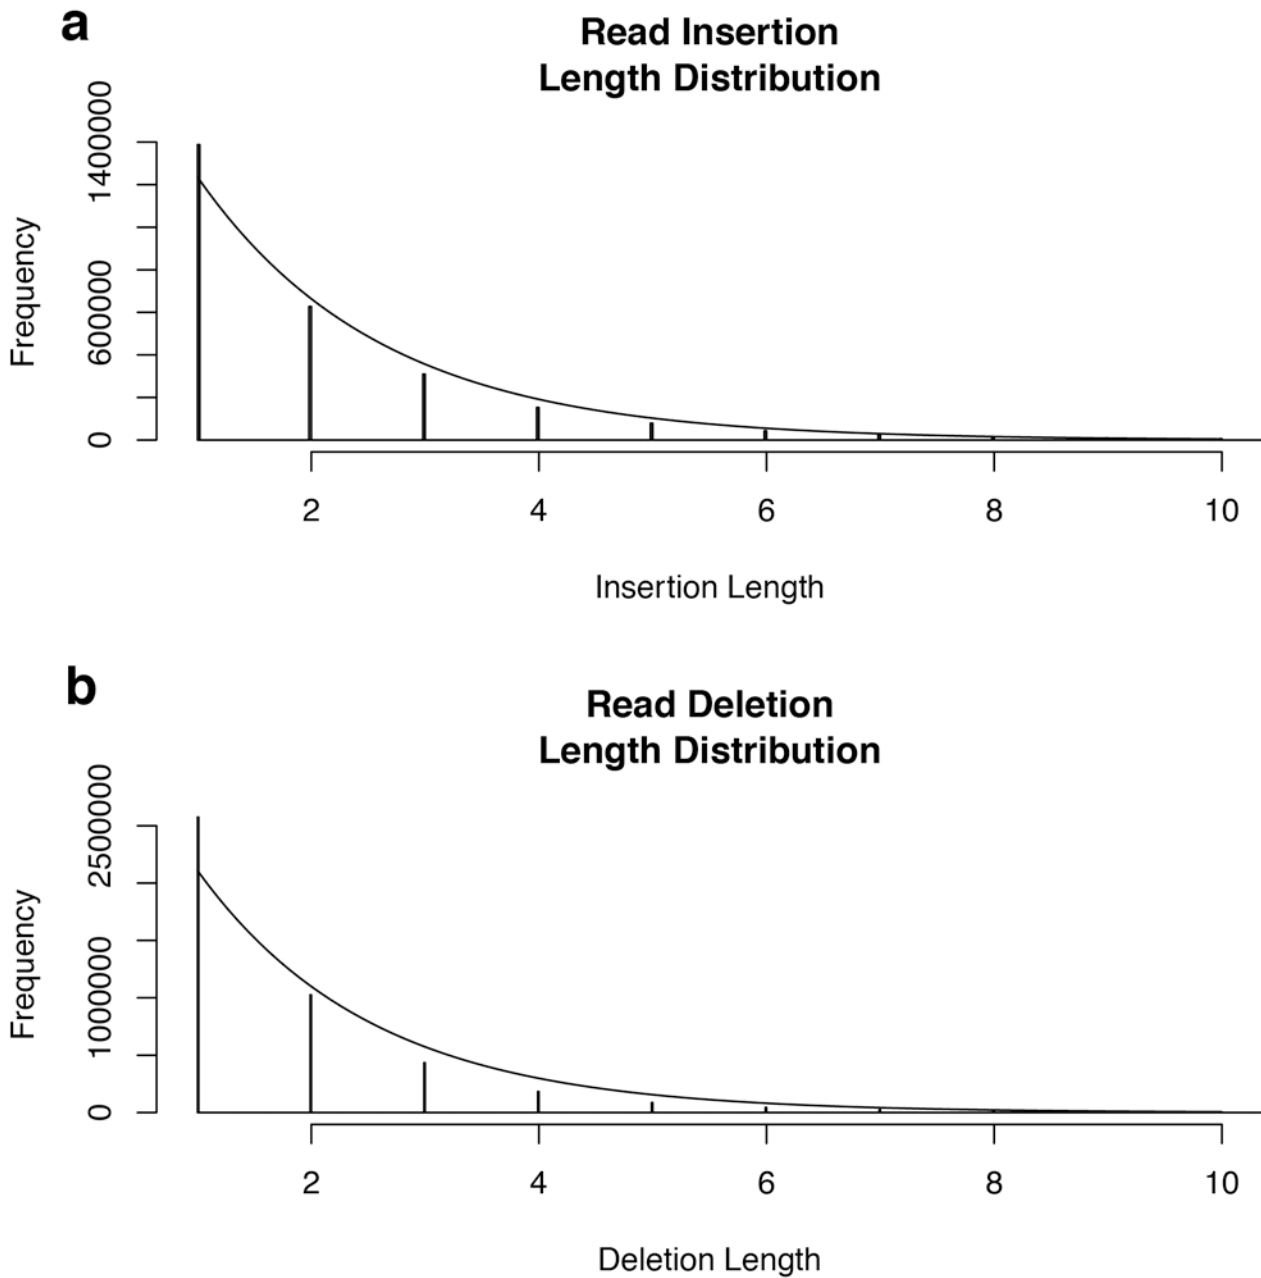 a
Read Insertion
Length Distribution
Frequency
1400000
600000
0
2 4 6 8 10
Insertion Length
b
Read Deletion
Length Distribution
Frequency
2500000
1000000
0
2 4 6 8 10
Deletion Length